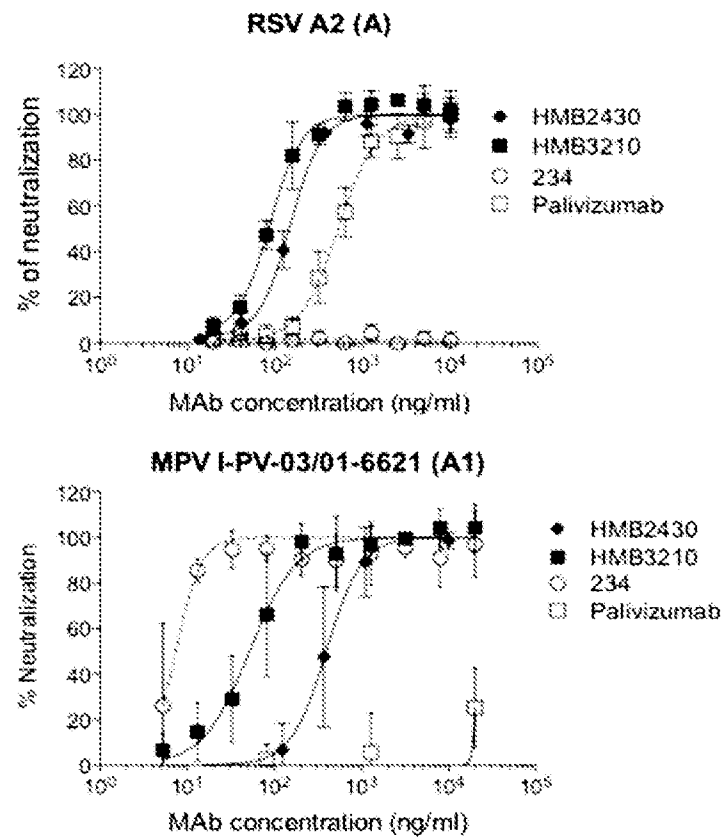 RSV A2 (A)
120
100
80
60
40
20
0
10⁰
10¹
10²
10³
10⁴
10⁵
% of neutralization
MAb concentration (ng/ml)
HMB2430
HMB3210
234
Palivizumab
MPV I-PV-03/01-6621 (A1)
120
100
80
60
40
20
0
10⁰
10¹
10²
10³
10⁴
10⁵
% Neutralization
MAb concentration (ng/ml)
HMB2430
HMB3210
234
Palivizumab